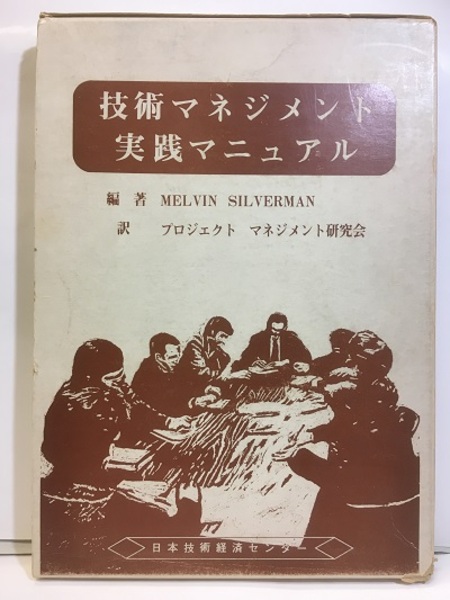 技術マネジメント
実践マニュアル
編著 MELVIN SILVERMAN
訳 プロジェクト マネジメント研究会
日本技術経済センター